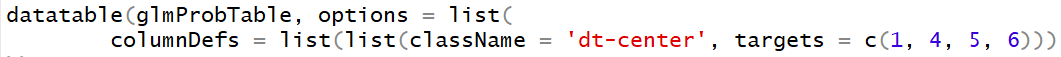 datatable(glmProbTable, options = list(
columnDefs = list(list(className = 'dt-center', targets = c(1, 4, 5, 6)))